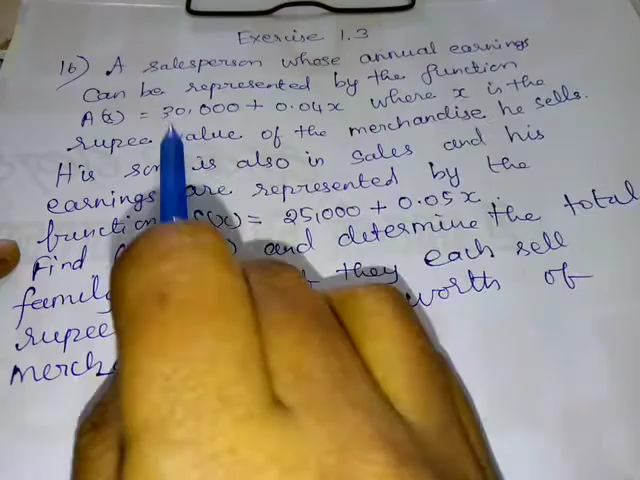 Exercise 1.3
16) A salesperson whose annual earnings
can be represented by the function
A(x) = 30,000 + 0.04x where x is the
rupee value of the merchandise he sells.
His is also in sales and his
earnings are represented by the
function (x) = 25,000 + 0.05x.
Find and determine the total
family they each sell
rupee worth of